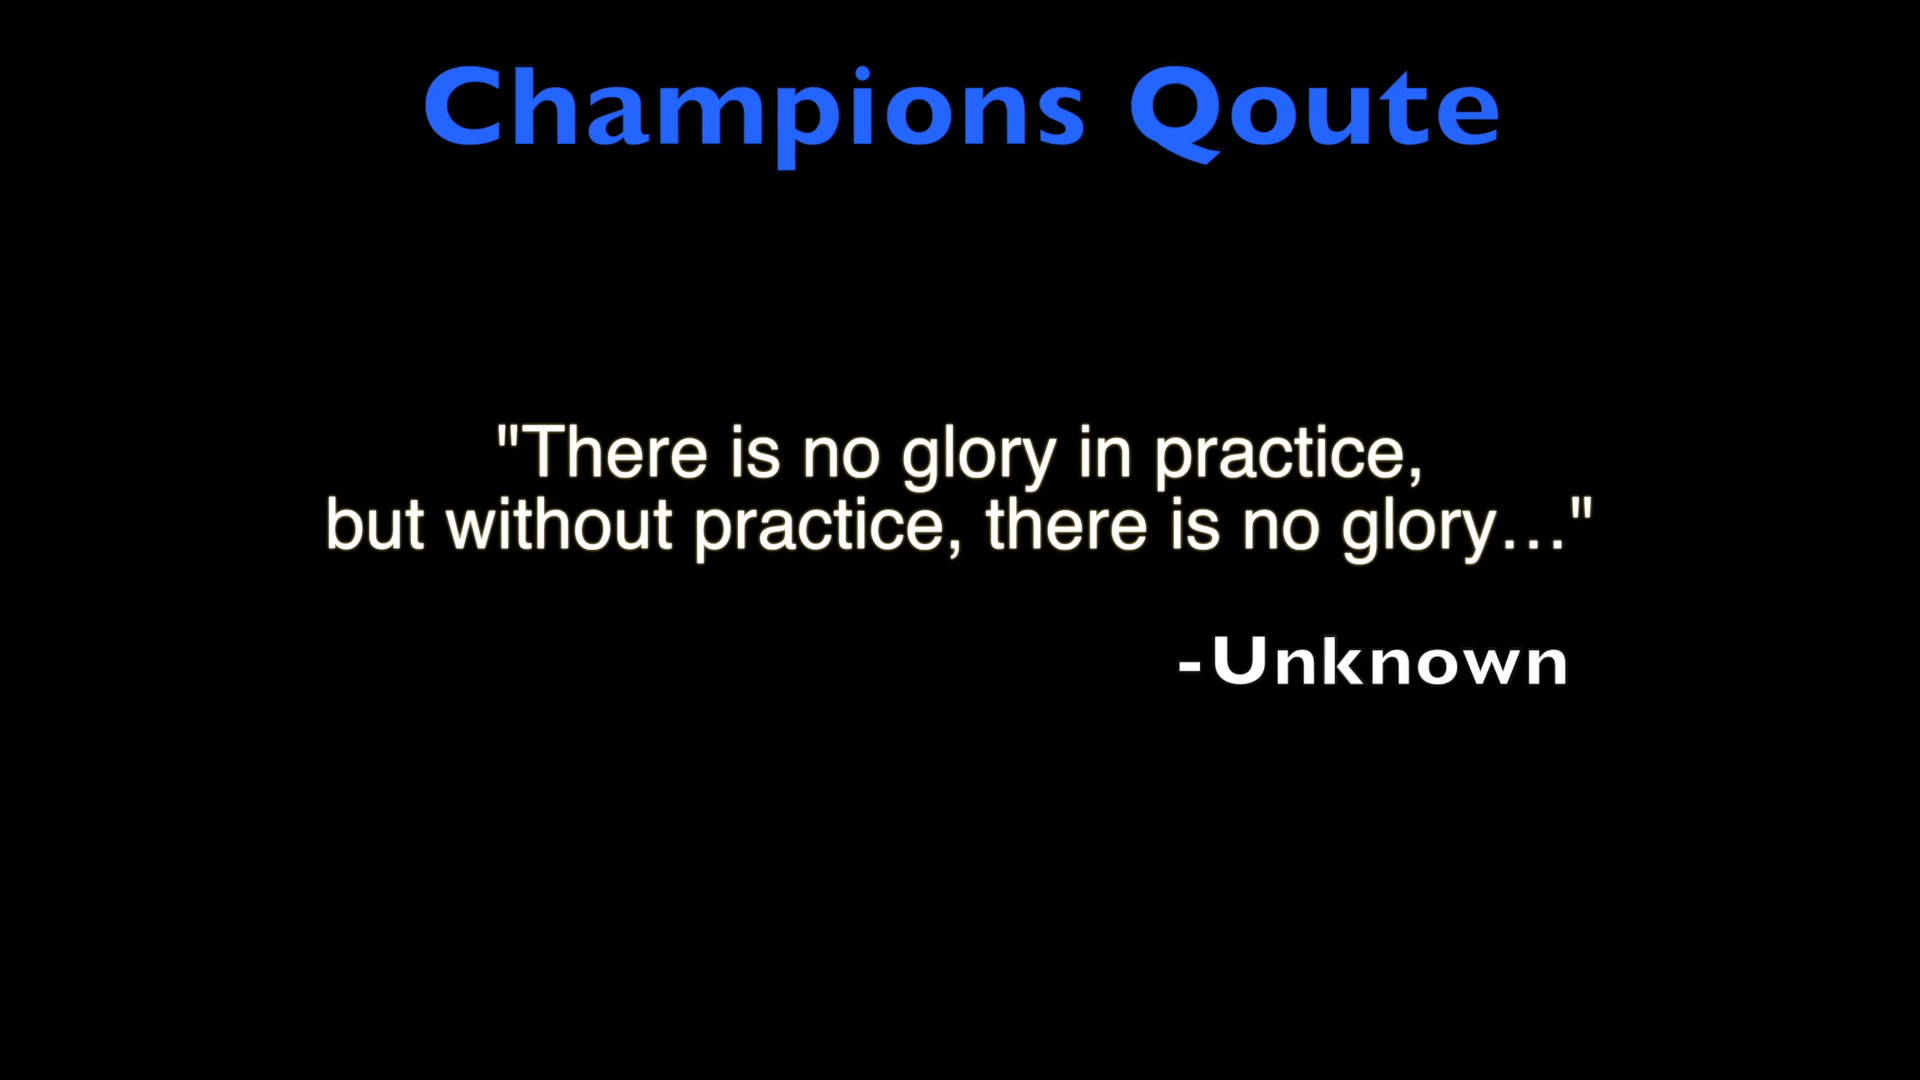 Champions Qoute
"There is no glory in practice,
but without practice, there is no glory..."
-Unknown